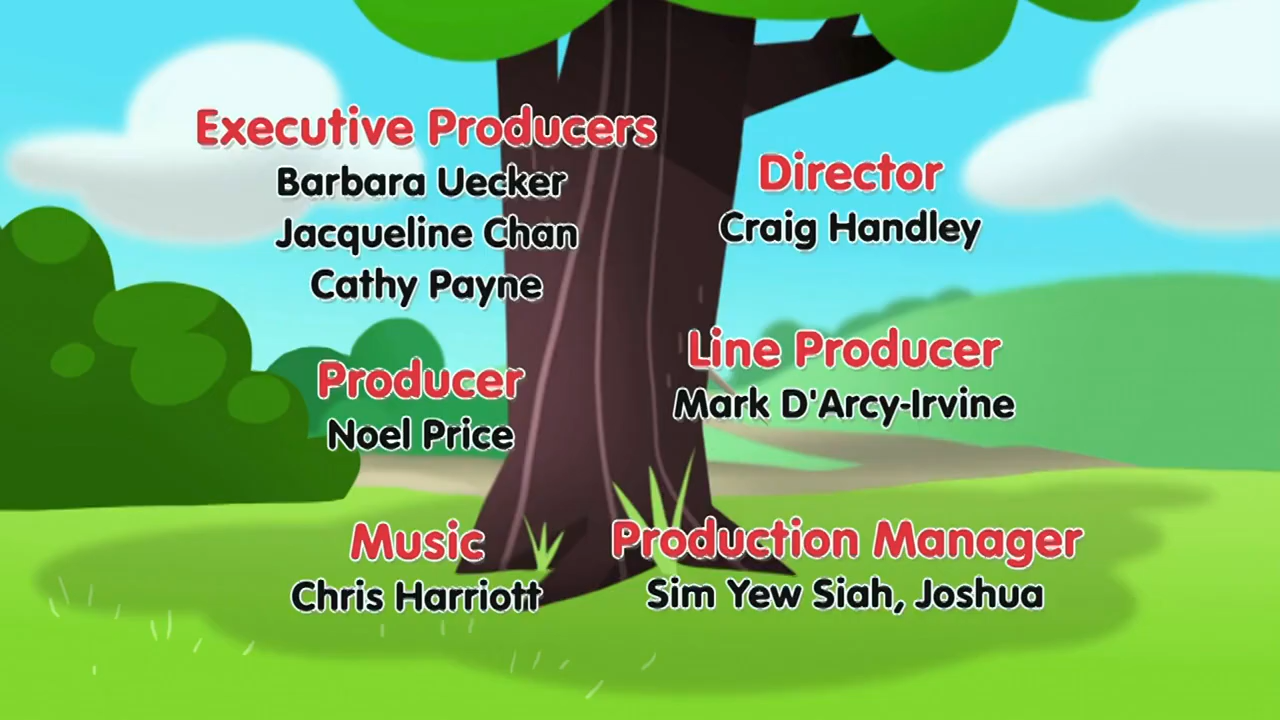 Executive Producers
Barbara Uecker
Jacqueline Chan
Cathy Payne
Producer
Noel Price
Music
Chris Harriott
Director
Craig Handley
Line Producer
Mark D'Arcy-Irvine
Production Manager
Sim Yew Siah, Joshua